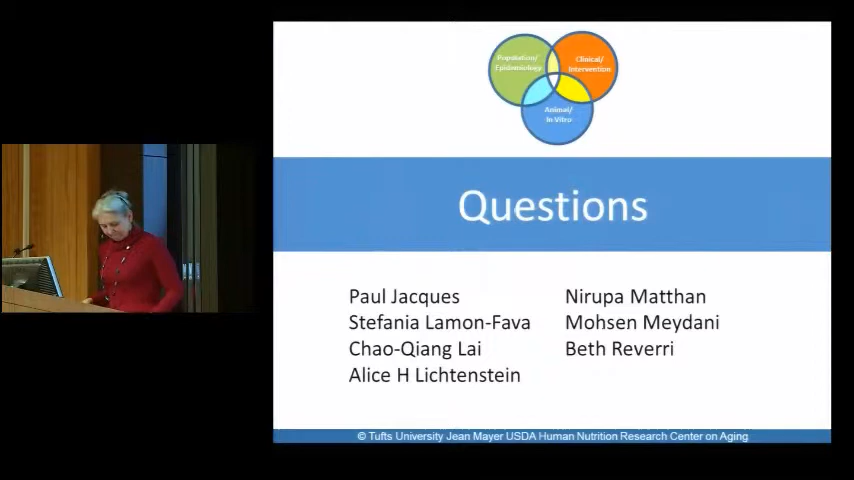 Population/
Epidemiology
Clinical/
Intervention
Animal/
In Vitro
Questions
Paul Jacques
Stefania Lamon-Fava
Chao-Qiang Lai
Alice H Lichtenstein
Nirupa Matthan
Mohsen Meydani
Beth Reverri
© Tufts University Jean Mayer USDA Human Nutrition Research Center on Aging